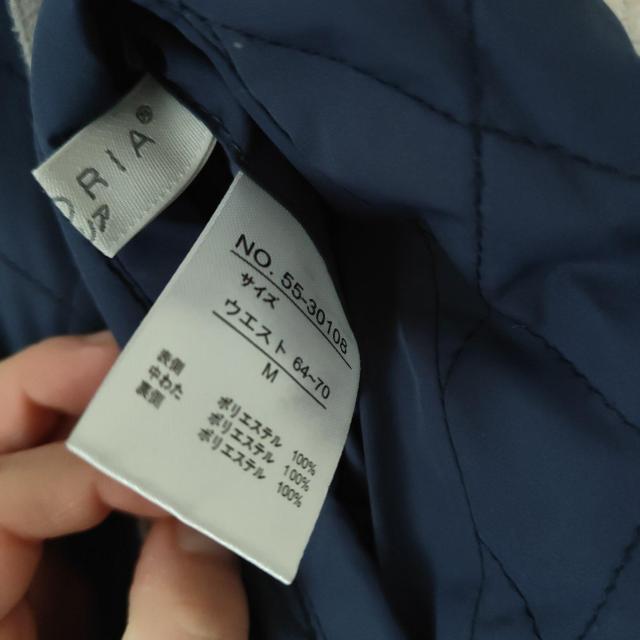 ORIA®
NO. 55-30108
サイズ
ウエスト 64-70
M
表側 ポリエステル 100%
中わた ポリエステル 100%
裏側 ポリエステル 100%